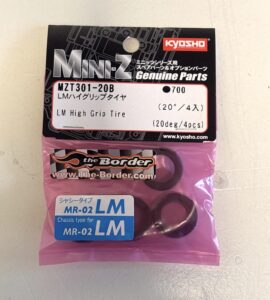 KYOSHO
MINI-Z
ミニッツシリーズ用
スペアパーツ&オプションパーツ
Genuine Parts
MZT301-20B
●700
LMハイグリップタイヤ
(20°/4入)
LM High Grip Tire
(20deg/4pcs)
www.kyosho.com
the Border
www.The-Border.com
シャシータイプ
MR-02 LM
Chassis type for
MR-02 LM